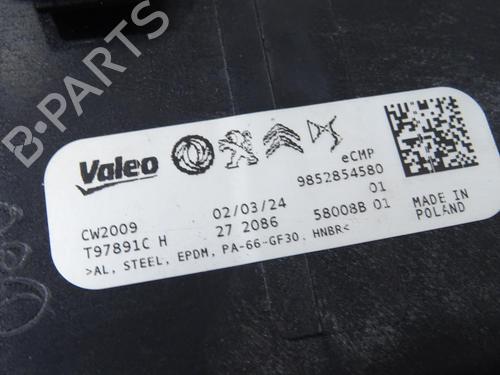 B-PARTS
Valeo
eCMP
9852854580
01
CW2009 02/03/24
T97891C H 27 2086 58008B 01
>AL, STEEL, EPDM, PA-66-GF30, HNBR<
MADE IN
POLAND